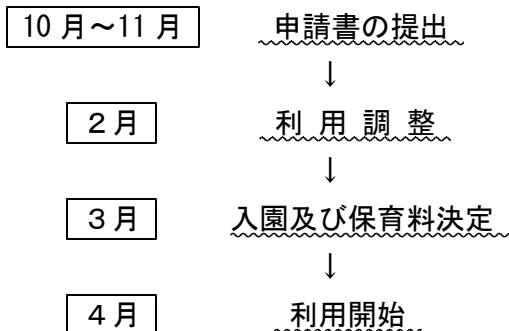 10月～11月 申請書の提出
↓
２月 利 用 調 整
↓
３月 入園及び保育料決定
↓
４月 利用開始